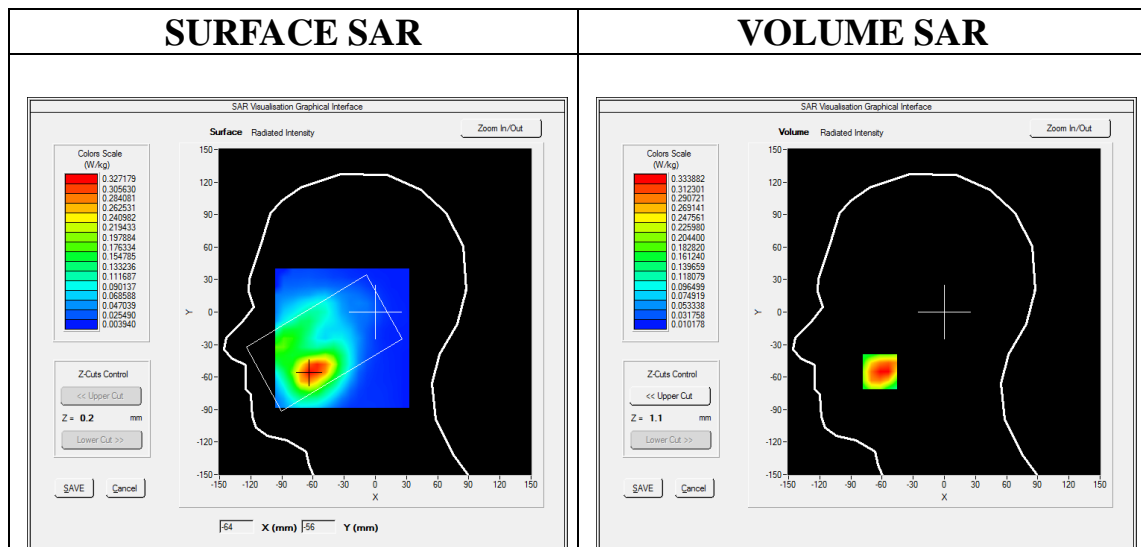 SURFACE SAR
VOLUME SAR
SAR Visualisation Graphical Interface
Surface Radiated Intensity
Zoom In/Out
Colors Scale
(W/kg)
0.327179
0.305630
0.284081
0.262531
0.240982
0.219433
0.197884
0.176334
0.154785
0.133236
0.111687
0.090137
0.068588
0.047039
0.025490
0.003940
150
120
90
60
30
0
-30
-60
-90
-120
-150
Y
-150 -120 -90 -60 -30 0 30 60 90 120 150
X
Z-Cuts Control
<< Upper Cut
Z = 0.2 mm
Lower Cut >>
SAVE Cancel
-64 X (mm) -56 Y (mm)
SAR Visualisation Graphical Interface
Volume Radiated Intensity
Zoom In/Out
Colors Scale
(W/kg)
0.333882
0.312301
0.290721
0.269141
0.247561
0.225980
0.204400
0.182820
0.161240
0.139659
0.118079
0.096499
0.074919
0.053338
0.031758
0.010178
150
120
90
60
30
0
-30
-60
-90
-120
-150
Y
-150 -120 -90 -60 -30 0 30 60 90 120 150
X
Z-Cuts Control
<< Upper Cut
Z = 1.1 mm
Lower Cut >>
SAVE Cancel